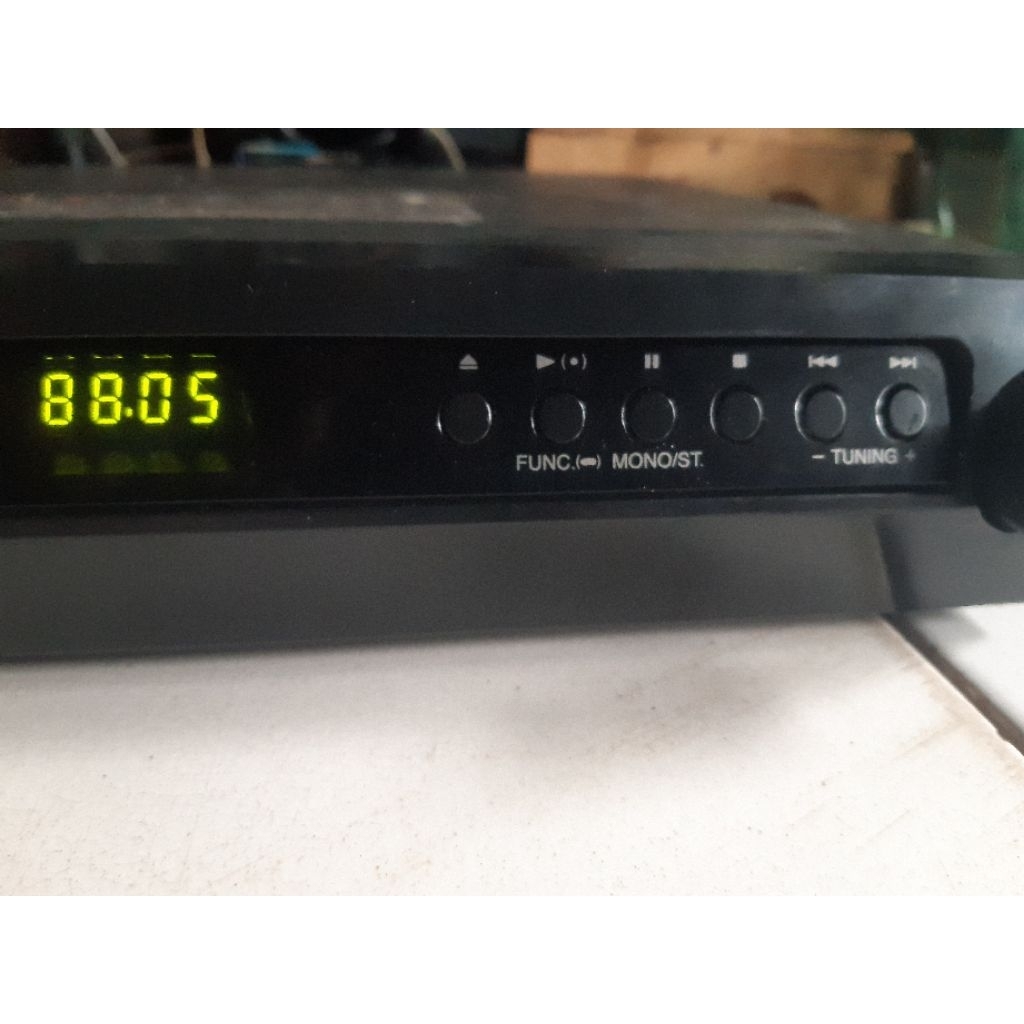 88.05
FUNC.(▬) MONO/ST. − TUNING +